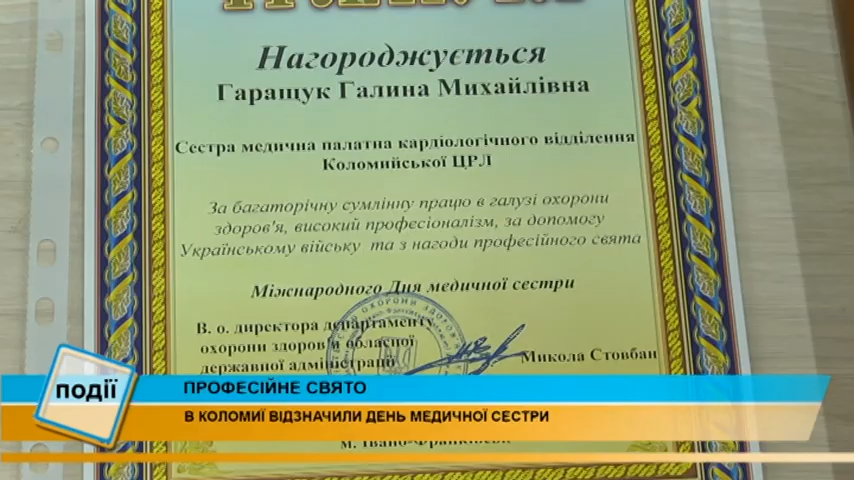 Нагороджується
Гаращук Галина Михайлівна
Сестра медична палатна кардіологічного відділення
Коломийської ЦРЛ
За багаторічну сумлінну працю в галузі охорони
здоров'я, високий професіоналізм, за допомогу
Українському війську та з нагоди професійного свята
Міжнародного Дня медичної сестри
В. о. директора департаменту
охорони здоров'я обласної
державної адміністрації
Микола Стовбан
ПОДІЇ
ПРОФЕСІЙНЕ СВЯТО
В КОЛОМИЇ ВІДЗНАЧИЛИ ДЕНЬ МЕДИЧНОЇ СЕСТРИ